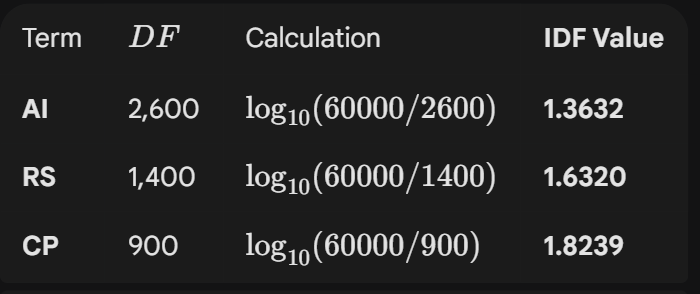 Term DF Calculation IDF Value
AI 2,600 log₁₀(60000/2600) 1.3632
RS 1,400 log₁₀(60000/1400) 1.6320
CP 900 log₁₀(60000/900) 1.8239